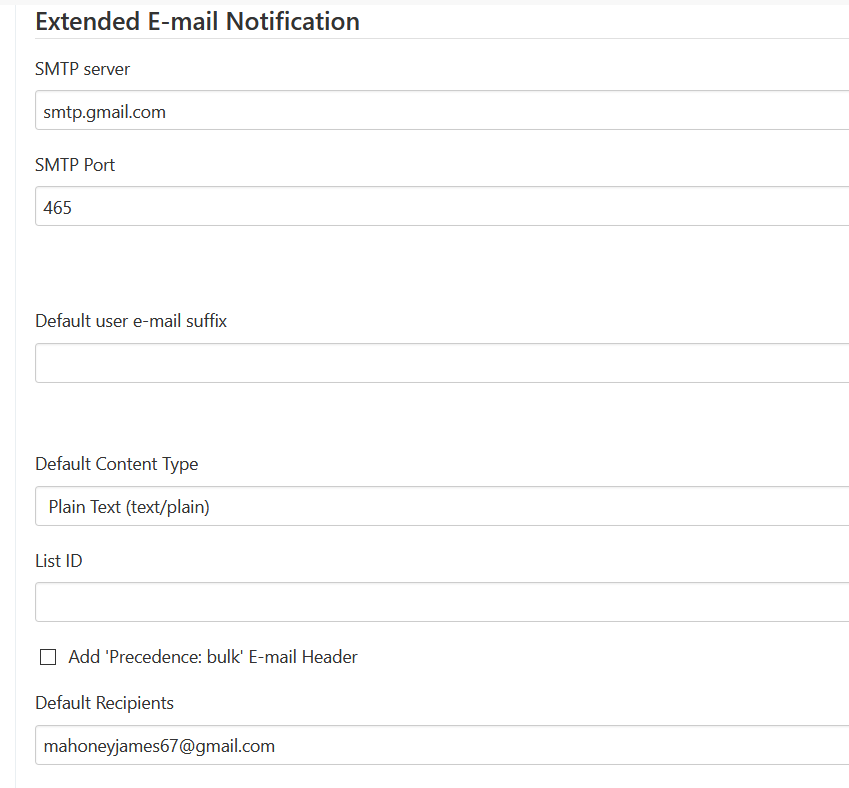 Extended E-mail Notification
SMTP server
smtp.gmail.com
SMTP Port
465
Default user e-mail suffix
Default Content Type
Plain Text (text/plain)
List ID
Add 'Precedence: bulk' E-mail Header
Default Recipients
mahoneyjames67@gmail.com